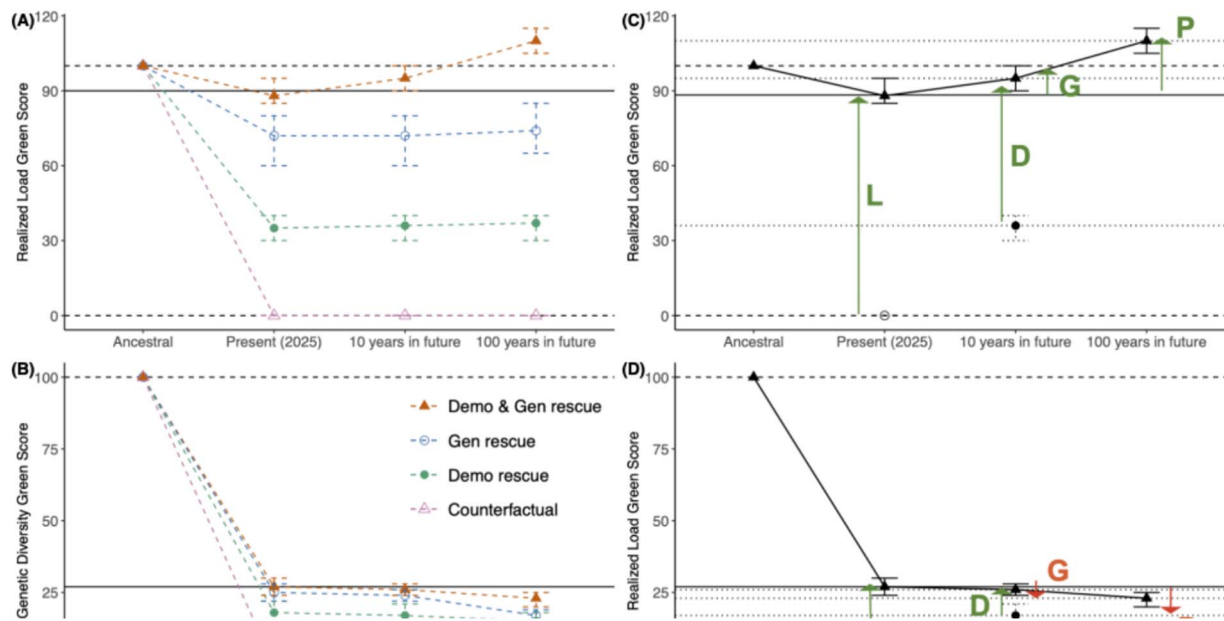 (A)
120
90
60
30
0
Realized Load Green Score
Ancestral
Present (2025)
10 years in future
100 years in future
(C)
120
90
60
30
0
Realized Load Green Score
L
D
G
P
Ancestral
Present (2025)
10 years in future
100 years in future
(B)
100
75
50
25
Genetic Diversity Green Score
Demo & Gen rescue
Gen rescue
Demo rescue
Counterfactual
(D)
100
75
50
25
Realized Load Green Score
D
G